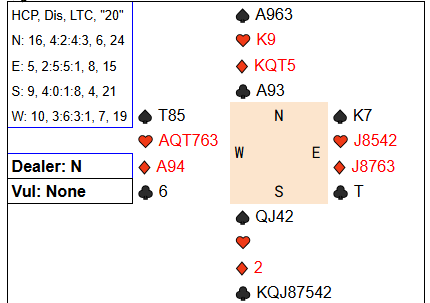 HCP, Dis, LTC, "20"
N: 16, 4:2:4:3, 6, 24
E: 5, 2:5:5:1, 8, 15
S: 9, 4:0:1:8, 4, 21
W: 10, 3:6:3:1, 7, 19
♠ A963
♥ K9
♦ KQT5
♣ A93
♠ T85
♥ AQT763
♦ A94
♣ 6
N
W E
S
♠ K7
♥ J8542
♦ J8763
♣ T
Dealer: N
Vul: None
♠ QJ42
♥
♦ 2
♣ KQJ87542